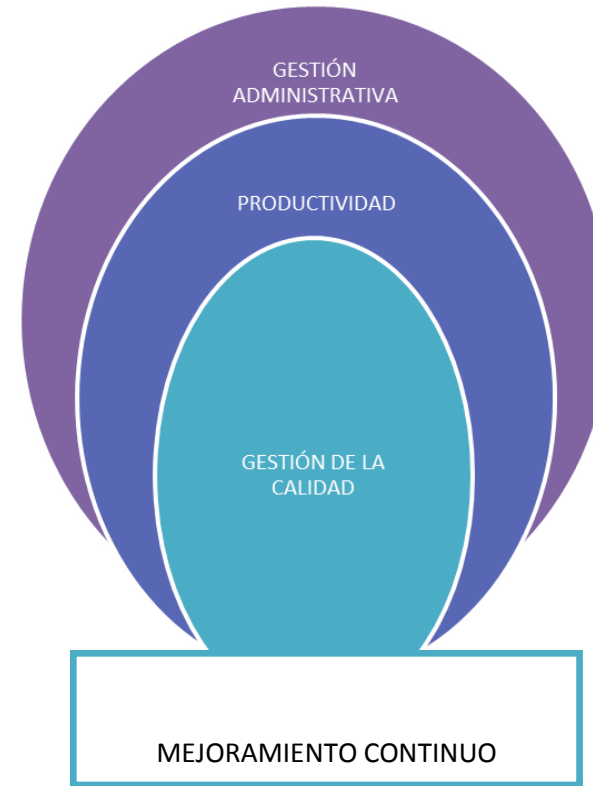 GESTIÓN
ADMINISTRATIVA
PRODUCTIVIDAD
GESTIÓN DE LA
CALIDAD
MEJORAMIENTO CONTINUO